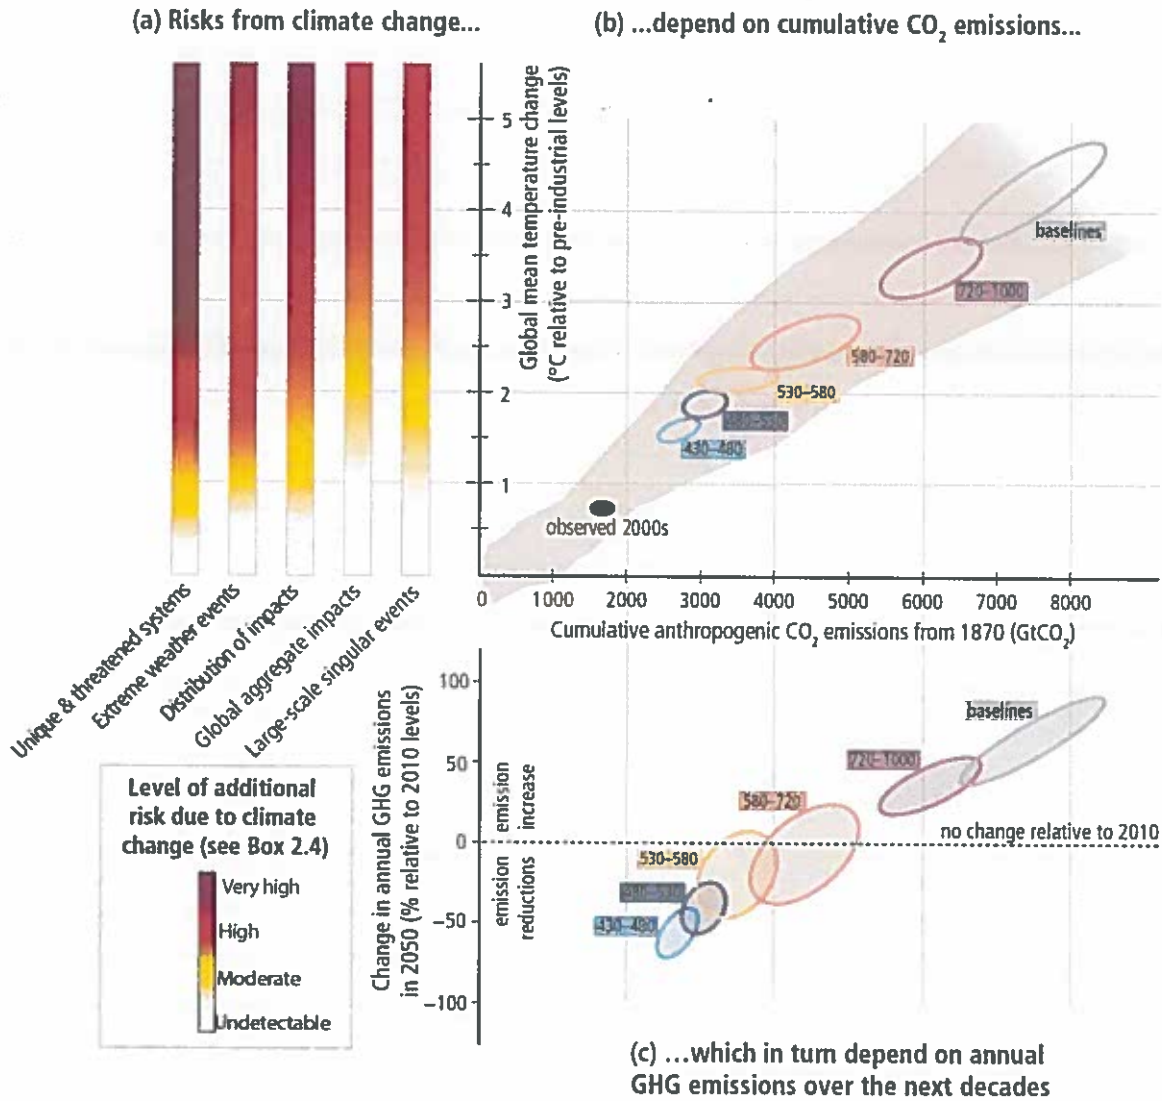 (a) Risks from climate change...
(b) ...depend on cumulative CO₂ emissions...
Global mean temperature change
(°C relative to pre-industrial levels)
5
4
3
2
1
baselines
720–1000
580–720
530–580
430–480
observed 2000s
0
1000
2000
3000
4000
5000
6000
7000
8000
Cumulative anthropogenic CO₂ emissions from 1870 (GtCO₂)
Unique & threatened systems
Extreme weather events
Distribution of impacts
Global aggregate impacts
Large-scale singular events
Level of additional
risk due to climate
change (see Box 2.4)
Very high
High
Moderate
Undetectable
Change in annual GHG emissions
in 2050 (% relative to 2010 levels)
100
50
0
−50
−100
emission
increase
emission
reductions
baselines
720–1000
580–720
no change relative to 2010
530–580
430–480
(c) ...which in turn depend on annual
GHG emissions over the next decades